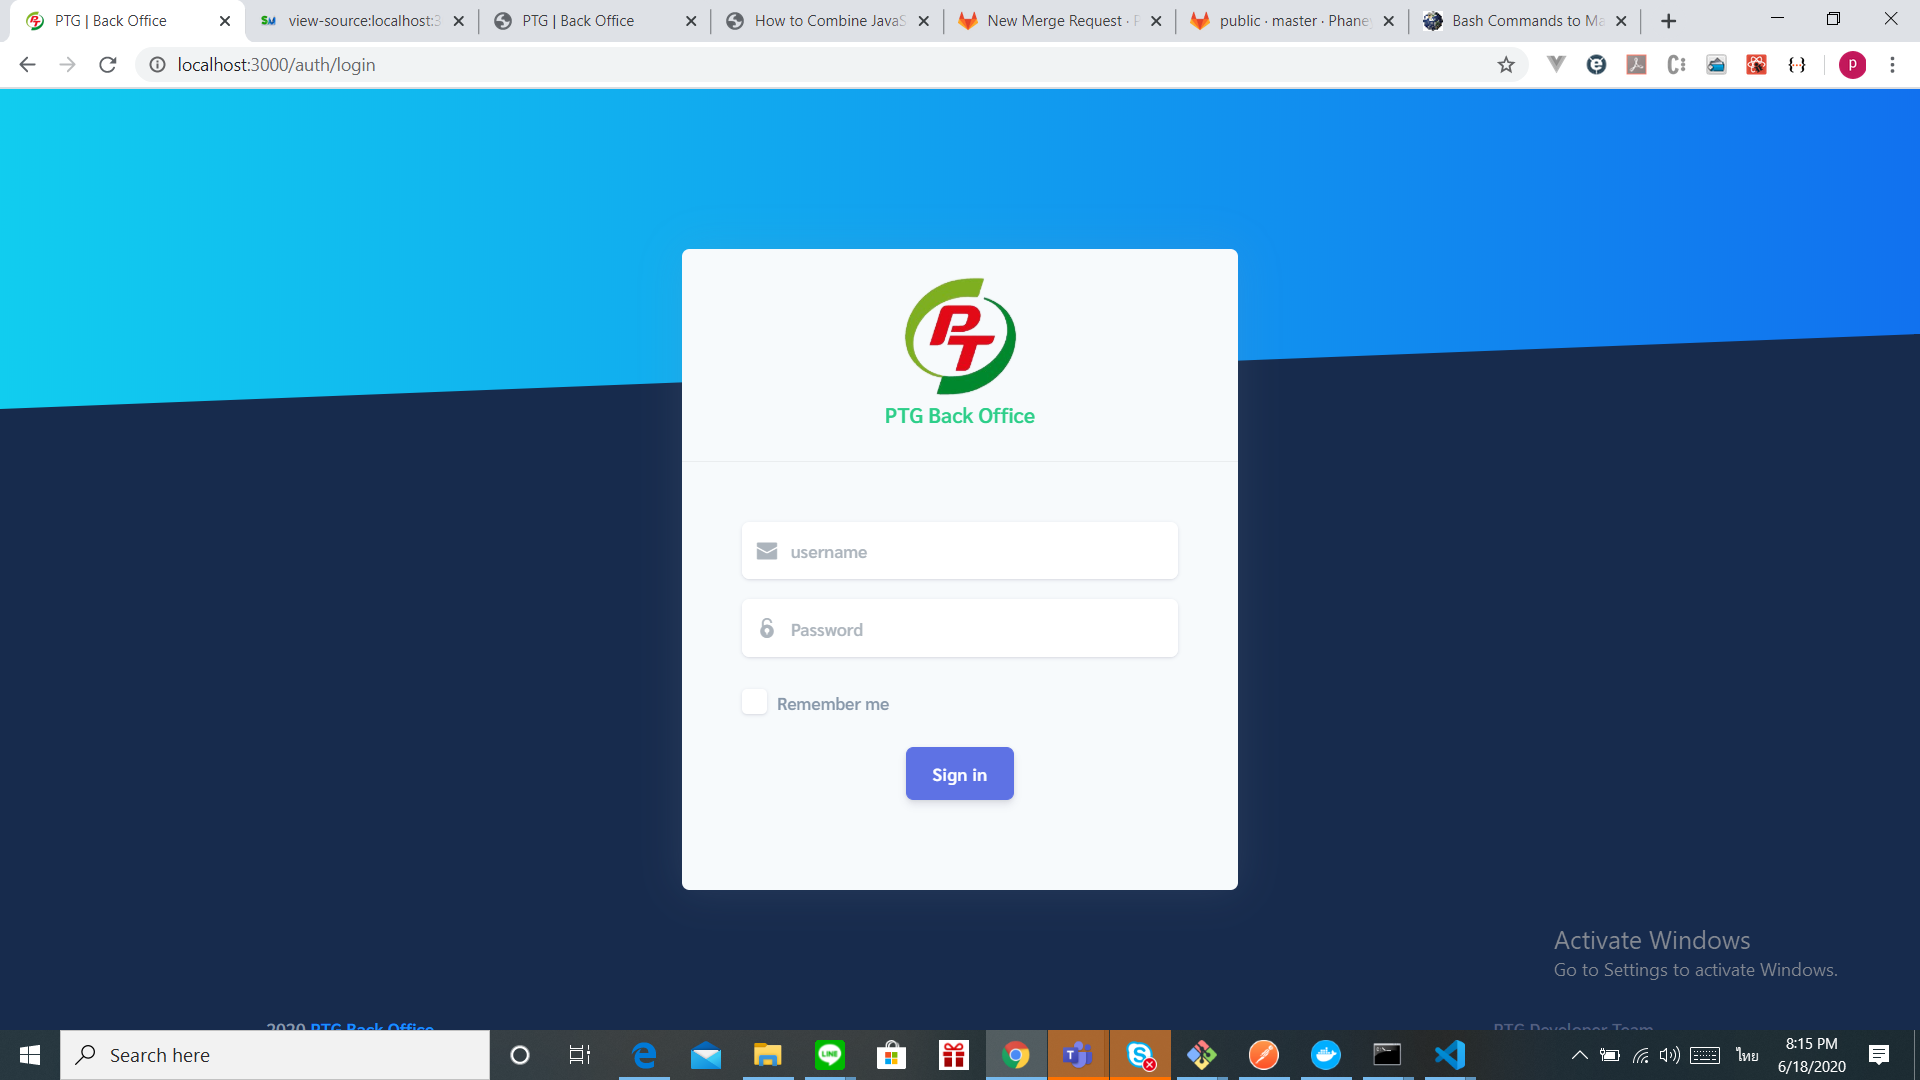 PTG | Back Office
view-source:localhost:3
PTG | Back Office
How to Combine JavaS
New Merge Request · P
public · master · Phane
Bash Commands to Ma
localhost:3000/auth/login
P
PT
PTG Back Office
username
Password
Remember me
Sign in
Activate Windows
Go to Settings to activate Windows.
2020 PTG Back Office
PTG Developer Team
Search here
LINE
ไทย
8:15 PM
6/18/2020